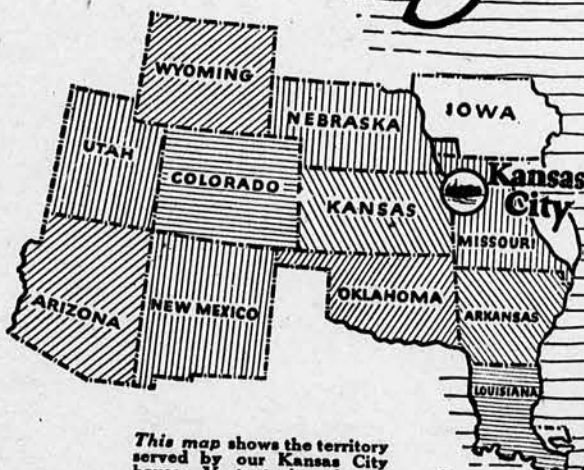 WYOMING
NEBRASKA
IOWA
UTAH
COLORADO
KANSAS
Kansas
City
MISSOURI
ARIZONA
NEW MEXICO
OKLAHOMA
ARKANSAS
LOUISIANA
This map shows the territory
served by our Kansas City